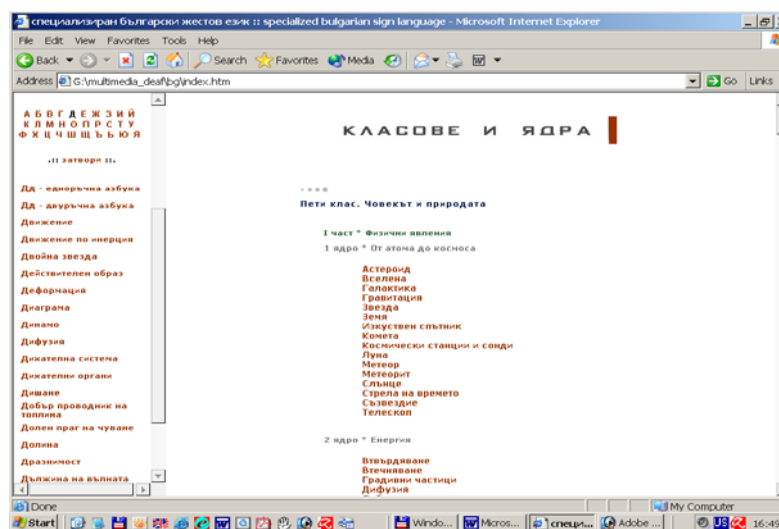 специализиран български жестов език :: specialized bulgarian sign language - Microsoft Internet Explorer
File Edit View Favorites Tools Help
Back Search Favorites Media
Address G:\multimedia_deaf\bg\index.htm Go Links
А Б В Г Д Е Ж З И Й
К Л М Н О П Р С Т У
Ф Х Ц Ч Ш Щ Ъ Ь Ю Я
.:: затвори ::.
Дд - едноръчна азбука
Дд - двуръчна азбука
Движение
Движение по инерция
Двойна звезда
Действителен образ
Деформация
Диаграма
Динамо
Дифузия
Дихателна система
Дихателни органи
Дишане
Добър проводник на
топлина
Долен праг на чуване
Долина
Дразнимост
Дължина на вълната
КЛАСОВЕ И ЯДРА
Пети клас. Човекът и природата
I част * Физични явления
1 ядро * От атома до космоса
Астероид
Вселена
Галактика
Гравитация
Звезда
Земя
Изкуствен спътник
Комета
Космически станции и сонди
Луна
Метеор
Метеорит
Слънце
Стрела на времето
Съзвездие
Телескоп
2 ядро * Енергия
Втвърдяване
Втечняване
Градивни частици
Дифузия
Done My Computer
Start Windo... Micros... специ... Adobe ... US 16:49